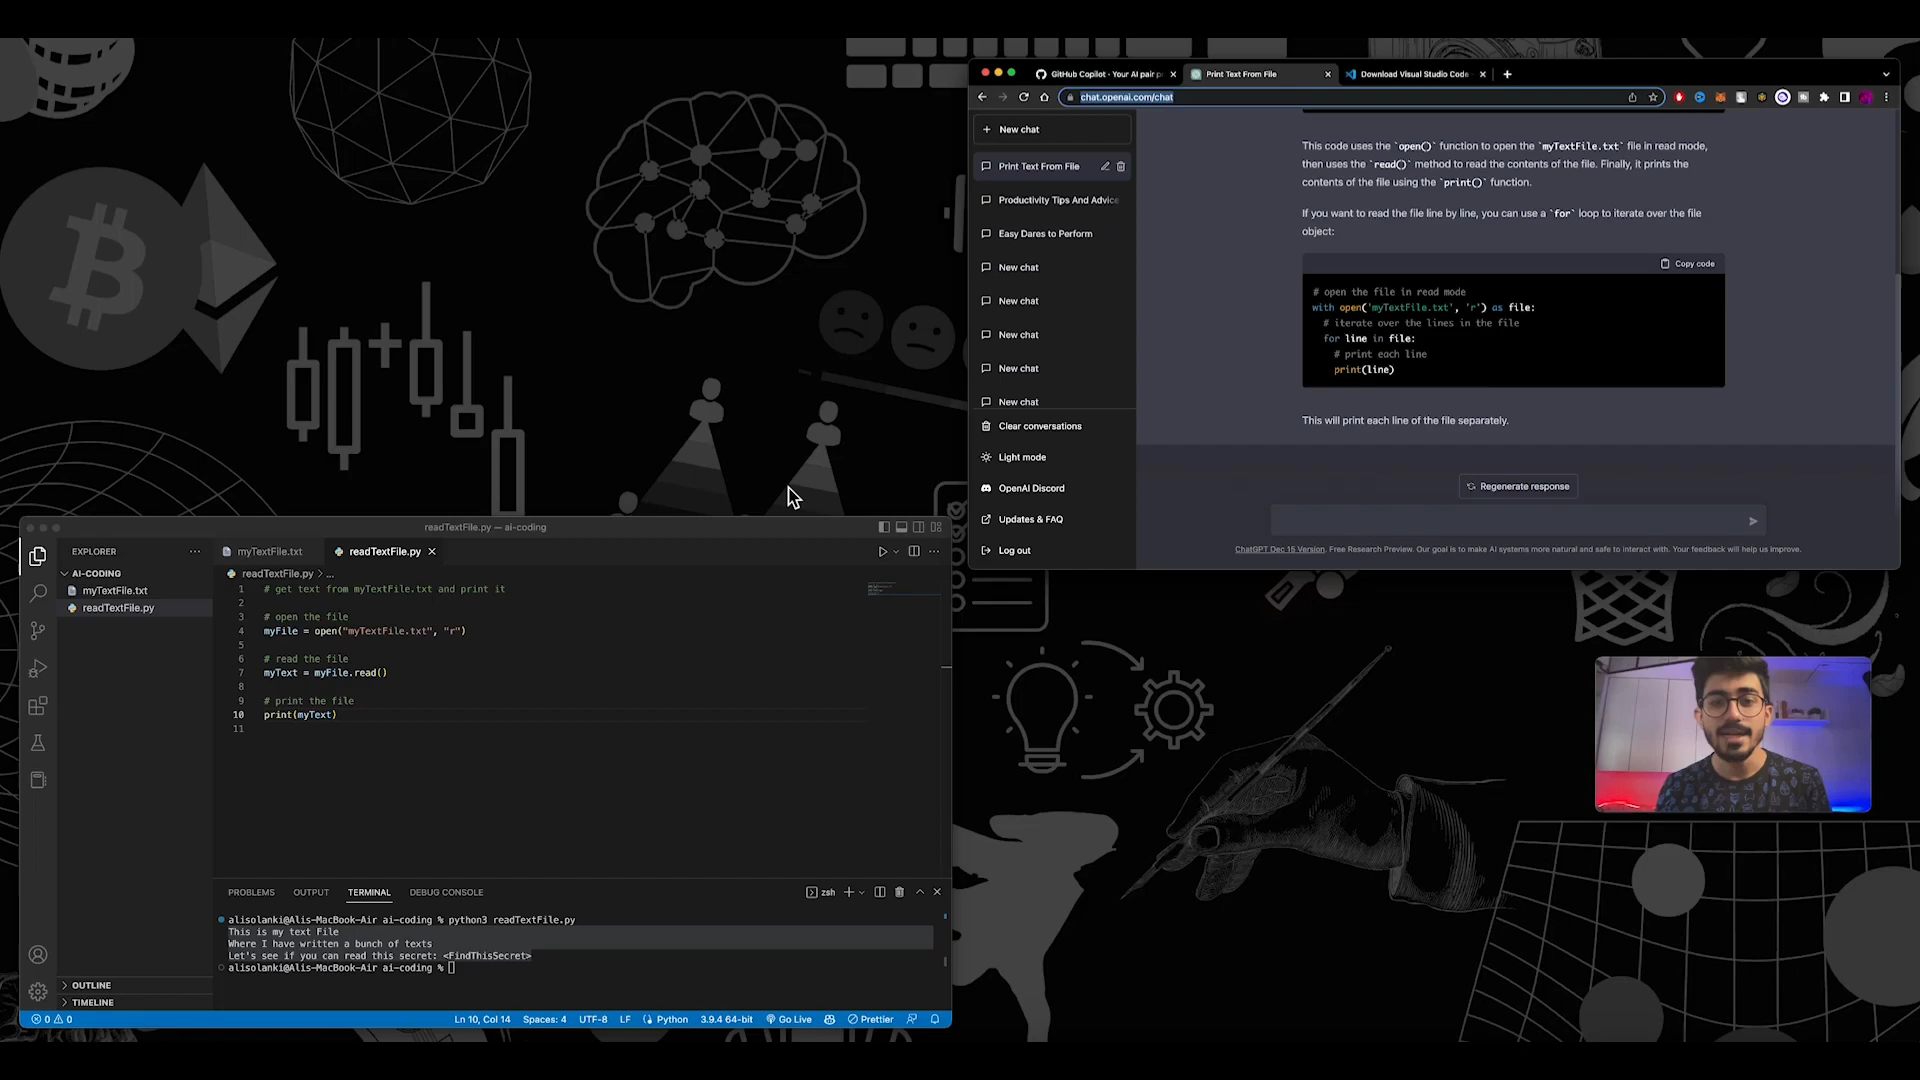 GitHub Copilot · Your AI pair p
Print Text From File
Download Visual Studio Code
chat.openai.com/chat
New chat
Print Text From File
Productivity Tips And Advice
Easy Dares to Perform
New chat
New chat
New chat
New chat
New chat
Clear conversations
Light mode
OpenAI Discord
Updates & FAQ
Log out
This code uses the `open()` function to open the `myTextFile.txt` file in read mode,
then uses the `read()` method to read the contents of the file. Finally, it prints the
contents of the file using the `print()` function.
If you want to read the file line by line, you can use a `for` loop to iterate over the file
object:
Copy code
# open the file in read mode
with open('myTextFile.txt', 'r') as file:
# iterate over the lines in the file
for line in file:
# print each line
print(line)
This will print each line of the file separately.
Regenerate response
ChatGPT Dec 15 Version. Free Research Preview. Our goal is to make AI systems more natural and safe to interact with. Your feedback will help us improve.
readTextFile.py — ai-coding
EXPLORER
AI-CODING
myTextFile.txt
readTextFile.py
OUTLINE
TIMELINE
myTextFile.txt
readTextFile.py
readTextFile.py > ...
1 # get text from myTextFile.txt and print it
2
3 # open the file
4 myFile = open("myTextFile.txt", "r")
5
6 # read the file
7 myText = myFile.read()
8
9 # print the file
10 print(myText)
11
PROBLEMS OUTPUT TERMINAL DEBUG CONSOLE
zsh
alisolanki@Alis-MacBook-Air ai-coding % python3 readTextFile.py
This is my text File
Where I have written a bunch of texts
Let's see if you can read this secret: <FindThisSecret>
alisolanki@Alis-MacBook-Air ai-coding %
0 0 Ln 10, Col 14 Spaces: 4 UTF-8 LF Python 3.9.4 64-bit Go Live Prettier